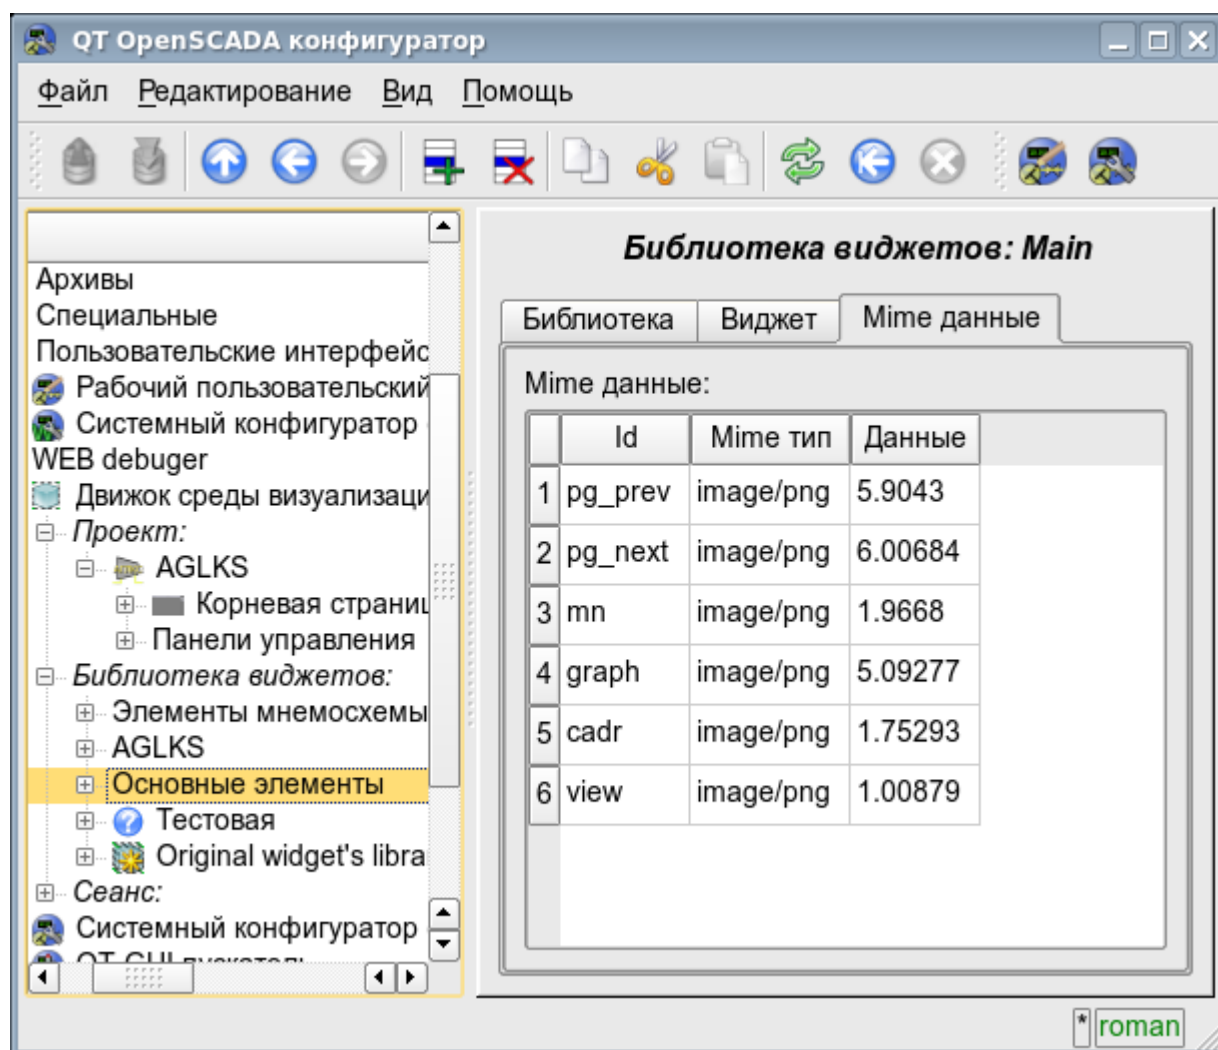 QT OpenSCADA конфигуратор
Файл Редактирование Вид Помощь
Архивы
Специальные
Пользовательские интерфейс
Рабочий пользовательский
Системный конфигуратор
WEB debuger
Движок среды визуализаци
Проект:
AGLKS
Корневая страниц
Панели управления
Библиотека виджетов:
Элементы мнемосхемы
AGLKS
Основные элементы
Тестовая
Original widget's libra
Сеанс:
Системный конфигуратор
QT GUI пускатель
Библиотека виджетов: Main
Библиотека Виджет Mime данные
Mime данные:
Id Mime тип Данные
1 pg_prev image/png 5.9043
2 pg_next image/png 6.00684
3 mn image/png 1.9668
4 graph image/png 5.09277
5 cadr image/png 1.75293
6 view image/png 1.00879
* roman